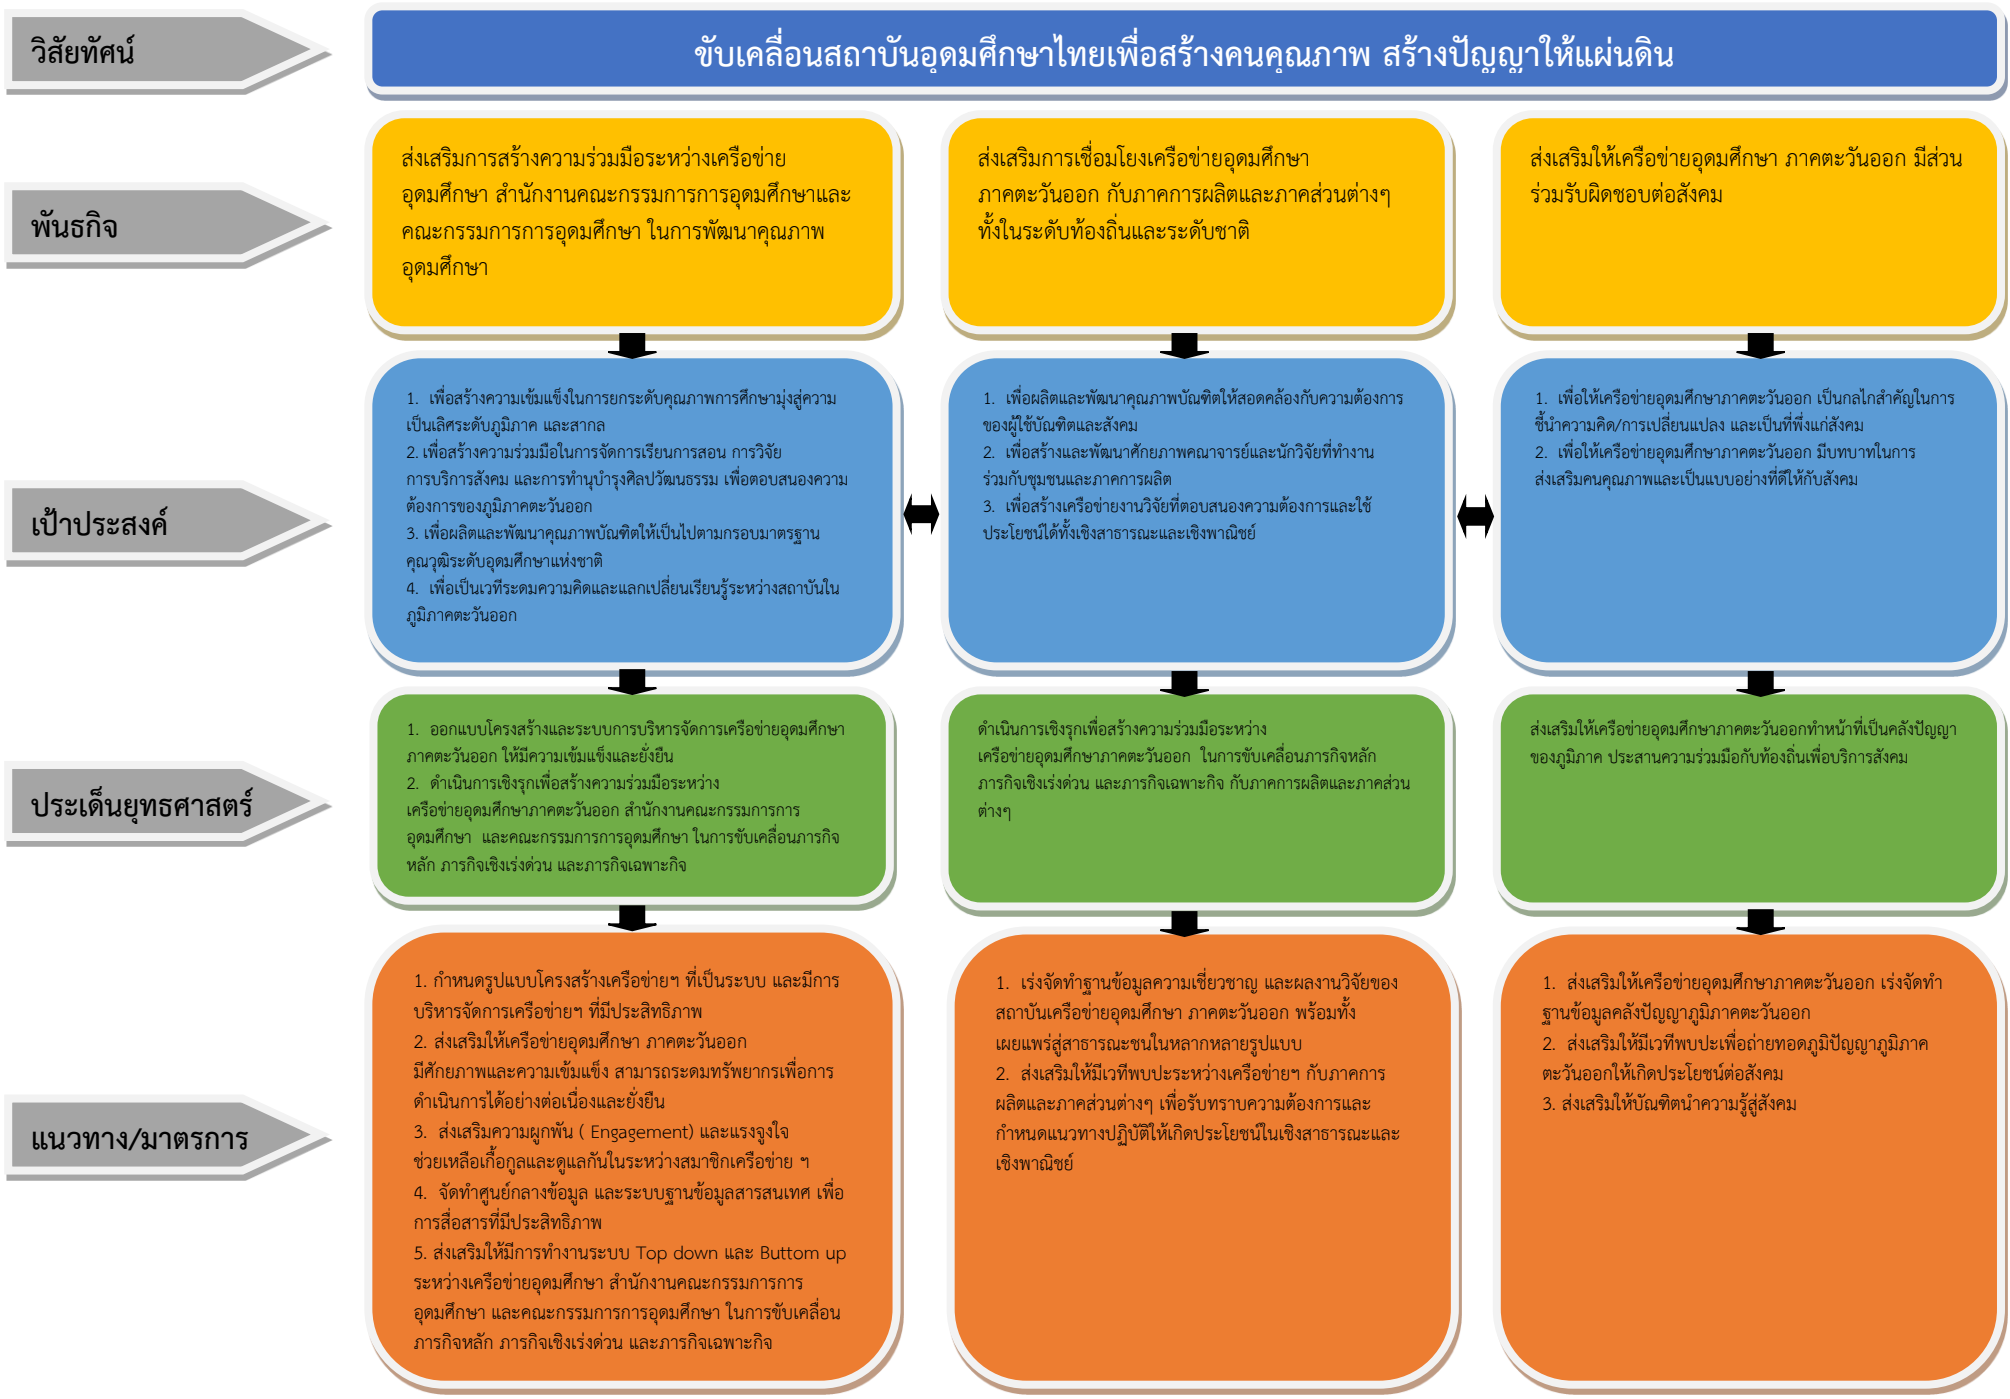 วิสัยทัศน์
ขับเคลื่อนสถาบันอุดมศึกษาไทยเพื่อสร้างคนคุณภาพ สร้างปัญญาให้แผ่นดิน
พันธกิจ
ส่งเสริมการสร้างความร่วมมือระหว่างเครือข่าย
อุดมศึกษา สำนักงานคณะกรรมการการอุดมศึกษาและ
คณะกรรมการการอุดมศึกษา ในการพัฒนาคุณภาพ
อุดมศึกษา
ส่งเสริมการเชื่อมโยงเครือข่ายอุดมศึกษา
ภาคตะวันออก กับภาคการผลิตและภาคส่วนต่างๆ
ทั้งในระดับท้องถิ่นและระดับชาติ
ส่งเสริมให้เครือข่ายอุดมศึกษา ภาคตะวันออก มีส่วน
ร่วมรับผิดชอบต่อสังคม
เป้าประสงค์
1. เพื่อสร้างความเข้มแข็งในการยกระดับคุณภาพการศึกษามุ่งสู่ความ
เป็นเลิศระดับภูมิภาค และสากล
2. เพื่อสร้างความร่วมมือในการจัดการเรียนการสอน การวิจัย
การบริการสังคม และการทำนุบำรุงศิลปวัฒนธรรม เพื่อตอบสนองความ
ต้องการของภูมิภาคตะวันออก
3. เพื่อผลิตและพัฒนาคุณภาพบัณฑิตให้เป็นไปตามกรอบมาตรฐาน
คุณวุฒิระดับอุดมศึกษาแห่งชาติ
4. เพื่อเป็นเวทีระดมความคิดและแลกเปลี่ยนเรียนรู้ระหว่างสถาบันใน
ภูมิภาคตะวันออก
1. เพื่อผลิตและพัฒนาคุณภาพบัณฑิตให้สอดคล้องกับความต้องการ
ของผู้ใช้บัณฑิตและสังคม
2. เพื่อสร้างและพัฒนาศักยภาพคณาจารย์และนักวิจัยที่ทำงาน
ร่วมกับชุมชนและภาคการผลิต
3. เพื่อสร้างเครือข่ายงานวิจัยที่ตอบสนองความต้องการและใช้
ประโยชน์ได้ทั้งเชิงสาธารณะและเชิงพาณิชย์
1. เพื่อให้เครือข่ายอุดมศึกษาภาคตะวันออก เป็นกลไกสำคัญในการ
ชี้นำความคิด/การเปลี่ยนแปลง และเป็นที่พึ่งแก่สังคม
2. เพื่อให้เครือข่ายอุดมศึกษาภาคตะวันออก มีบทบาทในการ
ส่งเสริมคนคุณภาพและเป็นแบบอย่างที่ดีให้กับสังคม
ประเด็นยุทธศาสตร์
1. ออกแบบโครงสร้างและระบบการบริหารจัดการเครือข่ายอุดมศึกษา
ภาคตะวันออก ให้มีความเข้มแข็งและยั่งยืน
2. ดำเนินการเชิงรุกเพื่อสร้างความร่วมมือระหว่าง
เครือข่ายอุดมศึกษาภาคตะวันออก สำนักงานคณะกรรมการการ
อุดมศึกษา และคณะกรรมการการอุดมศึกษา ในการขับเคลื่อนภารกิจ
หลัก ภารกิจเชิงเร่งด่วน และภารกิจเฉพาะกิจ
ดำเนินการเชิงรุกเพื่อสร้างความร่วมมือระหว่าง
เครือข่ายอุดมศึกษาภาคตะวันออก ในการขับเคลื่อนภารกิจหลัก
ภารกิจเชิงเร่งด่วน และภารกิจเฉพาะกิจ กับภาคการผลิตและภาคส่วน
ต่างๆ
ส่งเสริมให้เครือข่ายอุดมศึกษาภาคตะวันออกทำหน้าที่เป็นคลังปัญญา
ของภูมิภาค ประสานความร่วมมือกับท้องถิ่นเพื่อบริการสังคม
แนวทาง/มาตรการ
1. กำหนดรูปแบบโครงสร้างเครือข่ายฯ ที่เป็นระบบ และมีการ
บริหารจัดการเครือข่ายฯ ที่มีประสิทธิภาพ
2. ส่งเสริมให้เครือข่ายอุดมศึกษา ภาคตะวันออก
มีศักยภาพและความเข้มแข็ง สามารถระดมทรัพยากรเพื่อการ
ดำเนินการได้อย่างต่อเนื่องและยั่งยืน
3. ส่งเสริมความผูกพัน ( Engagement) และแรงจูงใจ
ช่วยเหลือเกื้อกูลและดูแลกันในระหว่างสมาชิกเครือข่าย ฯ
4. จัดทำศูนย์กลางข้อมูล และระบบฐานข้อมูลสารสนเทศ เพื่อ
การสื่อสารที่มีประสิทธิภาพ
5. ส่งเสริมให้มีการทำงานระบบ Top down และ Buttom up
ระหว่างเครือข่ายอุดมศึกษา สำนักงานคณะกรรมการการ
อุดมศึกษา และคณะกรรมการการอุดมศึกษา ในการขับเคลื่อน
ภารกิจหลัก ภารกิจเชิงเร่งด่วน และภารกิจเฉพาะกิจ
1. เร่งจัดทำฐานข้อมูลความเชี่ยวชาญ และผลงานวิจัยของ
สถาบันเครือข่ายอุดมศึกษา ภาคตะวันออก พร้อมทั้ง
เผยแพร่สู่สาธารณะชนในหลากหลายรูปแบบ
2. ส่งเสริมให้มีเวทีพบปะระหว่างเครือข่ายฯ กับภาคการ
ผลิตและภาคส่วนต่างๆ เพื่อรับทราบความต้องการและ
กำหนดแนวทางปฏิบัติให้เกิดประโยชน์ในเชิงสาธารณะและ
เชิงพาณิชย์
1. ส่งเสริมให้เครือข่ายอุดมศึกษาภาคตะวันออก เร่งจัดทำ
ฐานข้อมูลคลังปัญญาภูมิภาคตะวันออก
2. ส่งเสริมให้มีเวทีพบปะเพื่อถ่ายทอดภูมิปัญญาภูมิภาค
ตะวันออกให้เกิดประโยชน์ต่อสังคม
3. ส่งเสริมให้บัณฑิตนำความรู้สู่สังคม